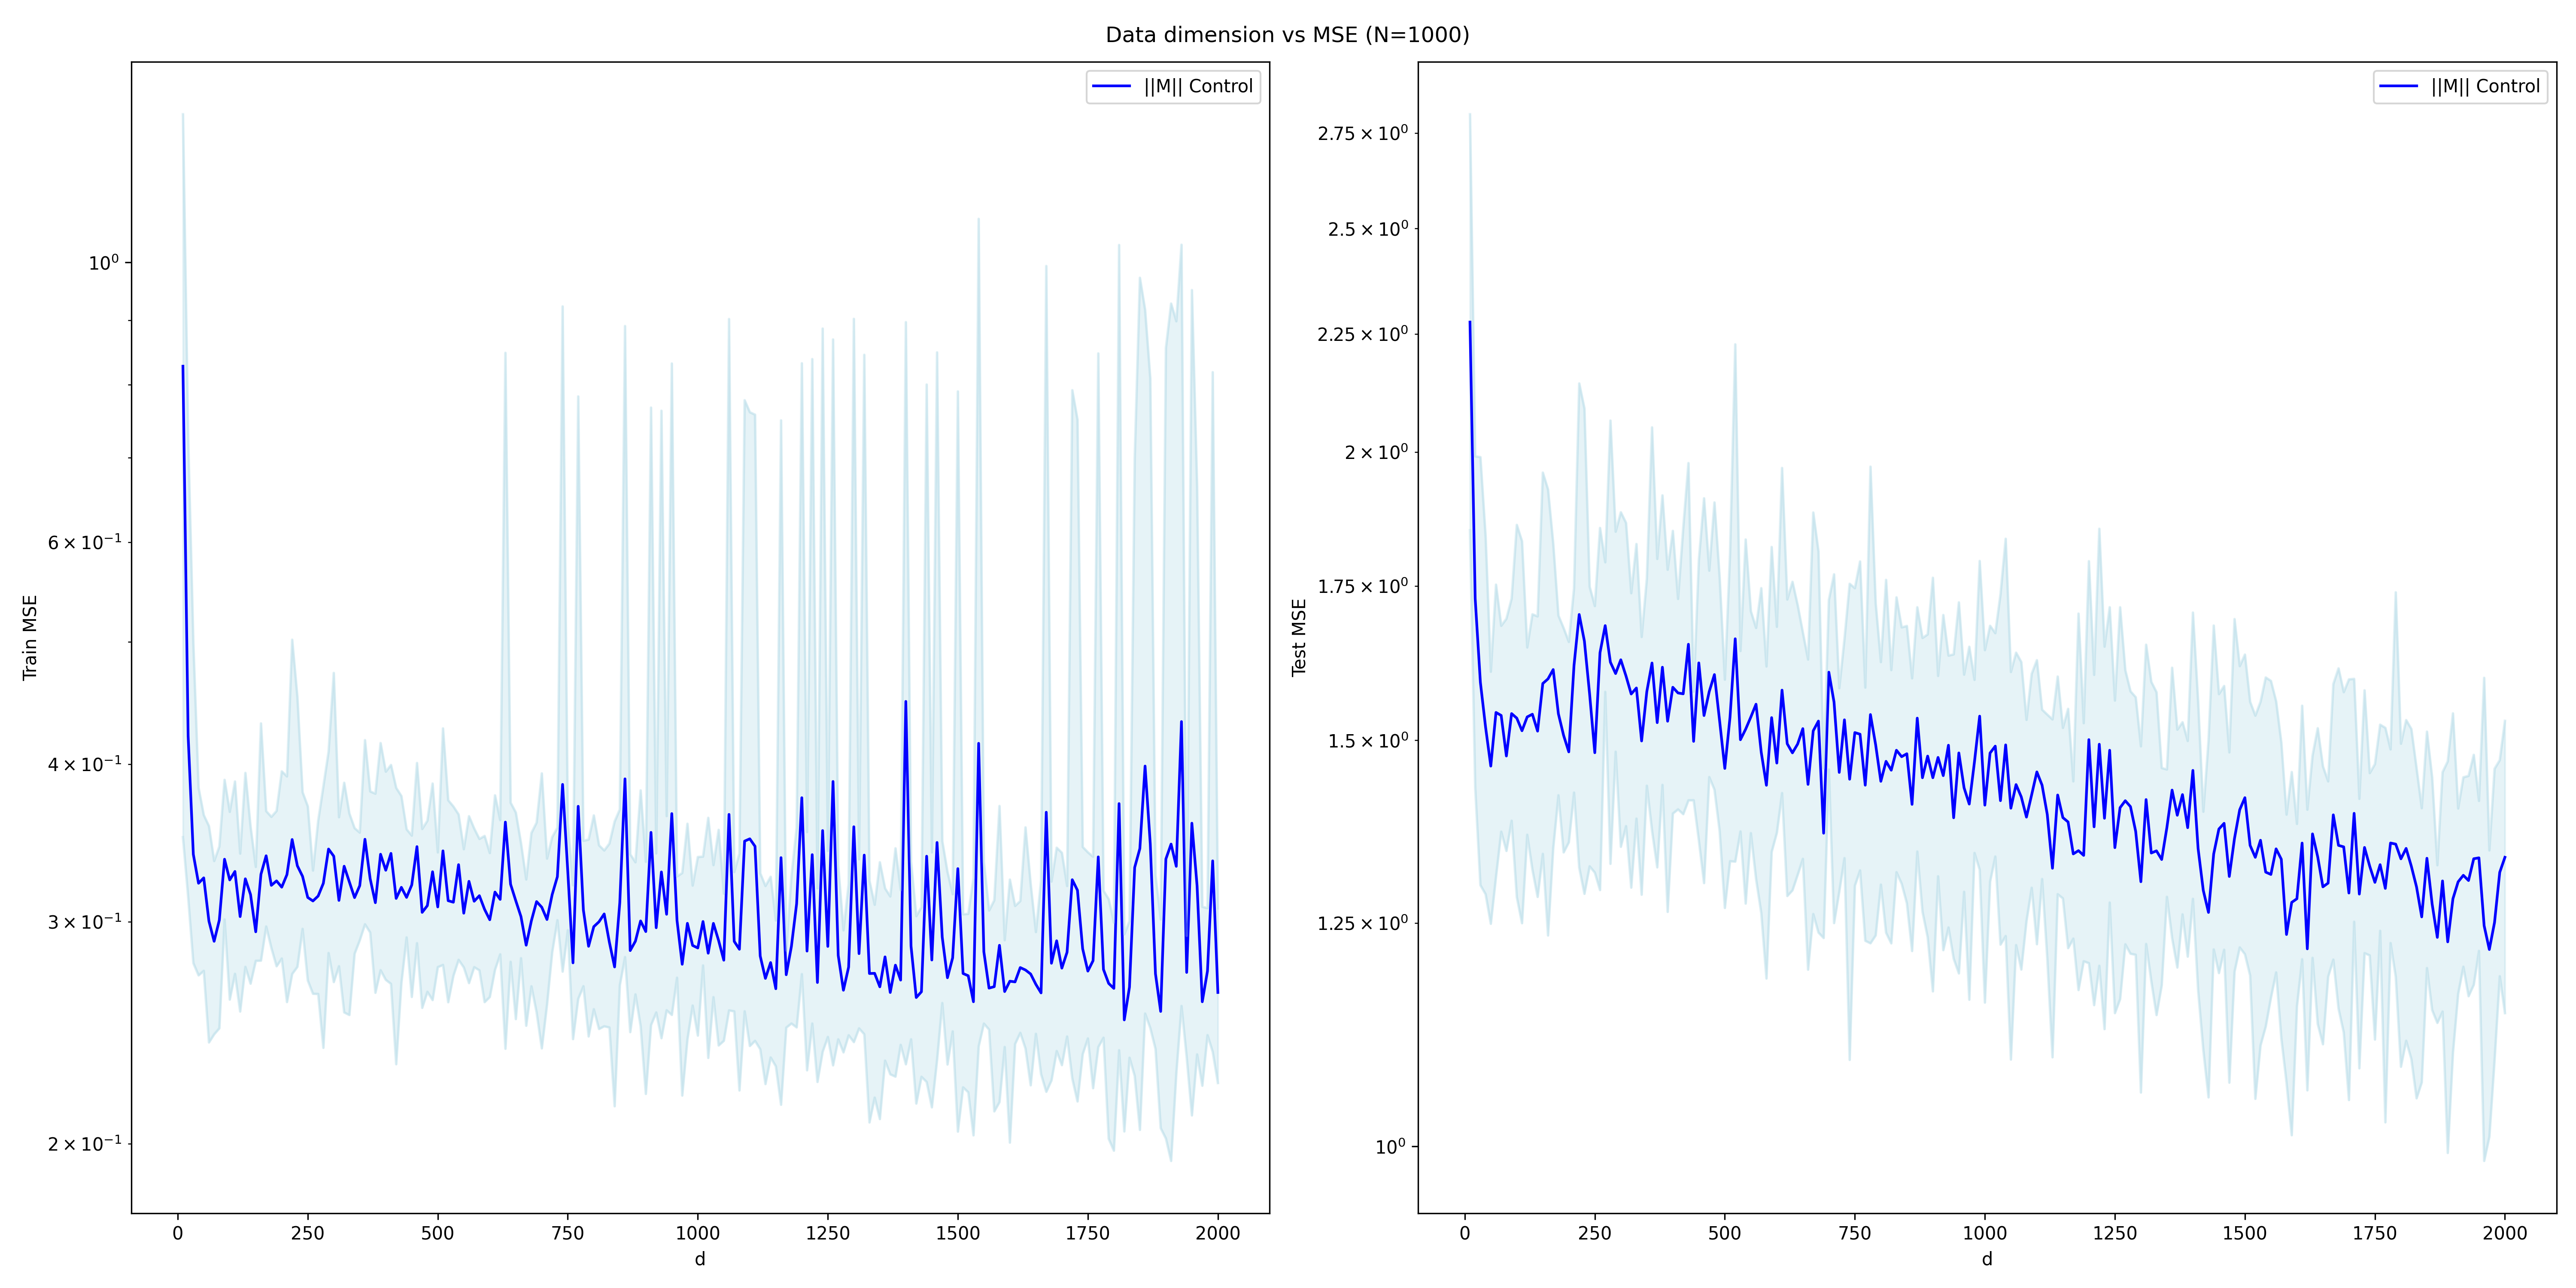 Data dimension vs MSE (N=1000)
||M|| Control
10⁰
6 × 10⁻¹
4 × 10⁻¹
3 × 10⁻¹
2 × 10⁻¹
Train MSE
0 250 500 750 1000 1250 1500 1750 2000
d
||M|| Control
2.75 × 10⁰
2.5 × 10⁰
2.25 × 10⁰
2 × 10⁰
1.75 × 10⁰
1.5 × 10⁰
1.25 × 10⁰
10⁰
Test MSE
0 250 500 750 1000 1250 1500 1750 2000
d